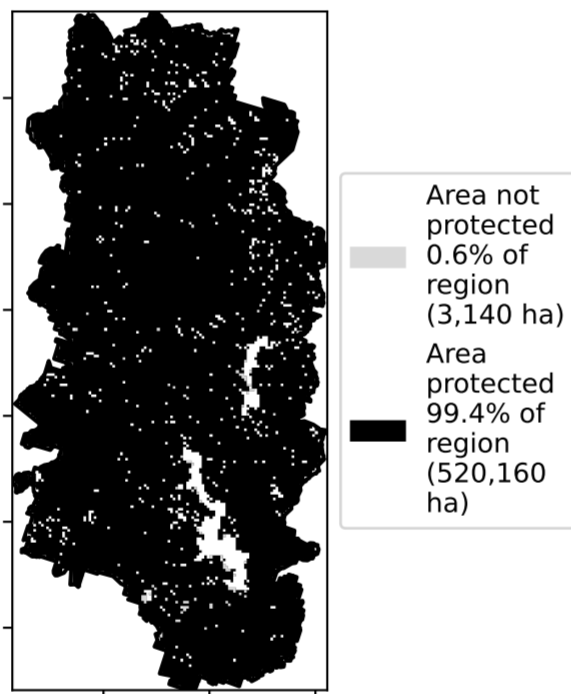 Area not
protected
0.6% of
region
(3,140 ha)
Area
protected
99.4% of
region
(520,160
ha)